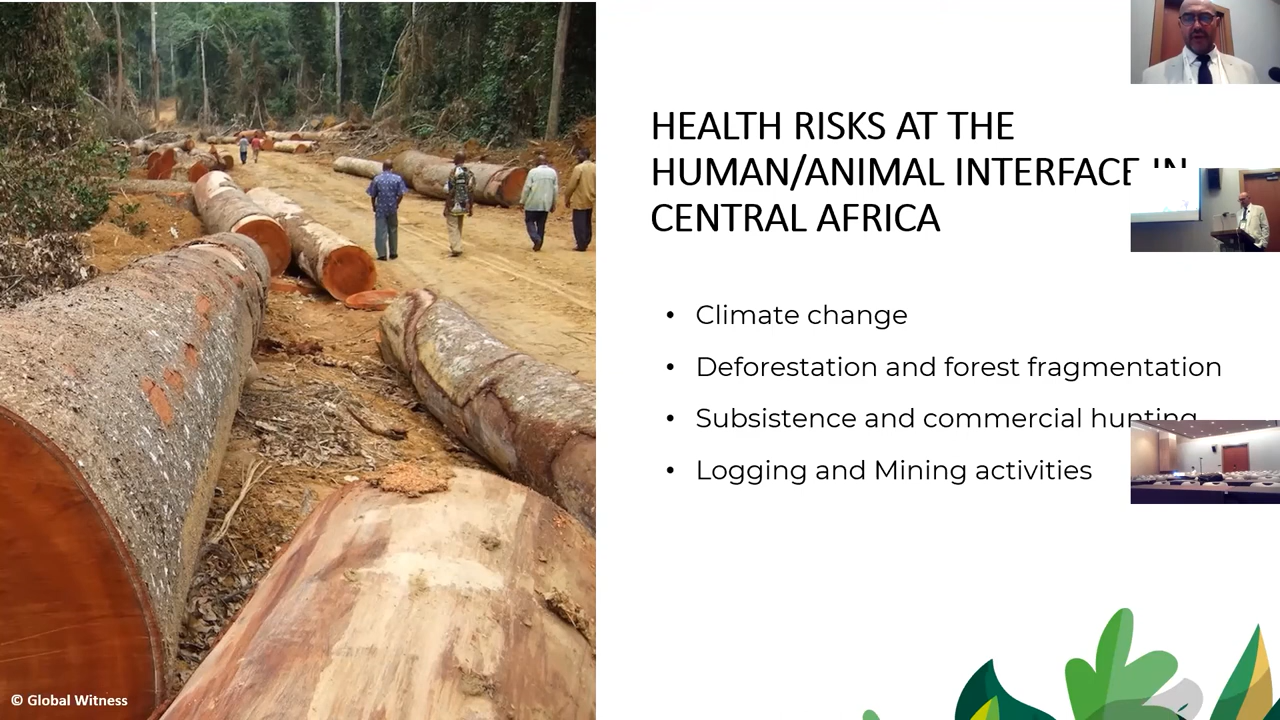 HEALTH RISKS AT THE
HUMAN/ANIMAL INTERFACE IN
CENTRAL AFRICA
• Climate change
• Deforestation and forest fragmentation
• Subsistence and commercial hunting
• Logging and Mining activities
© Global Witness